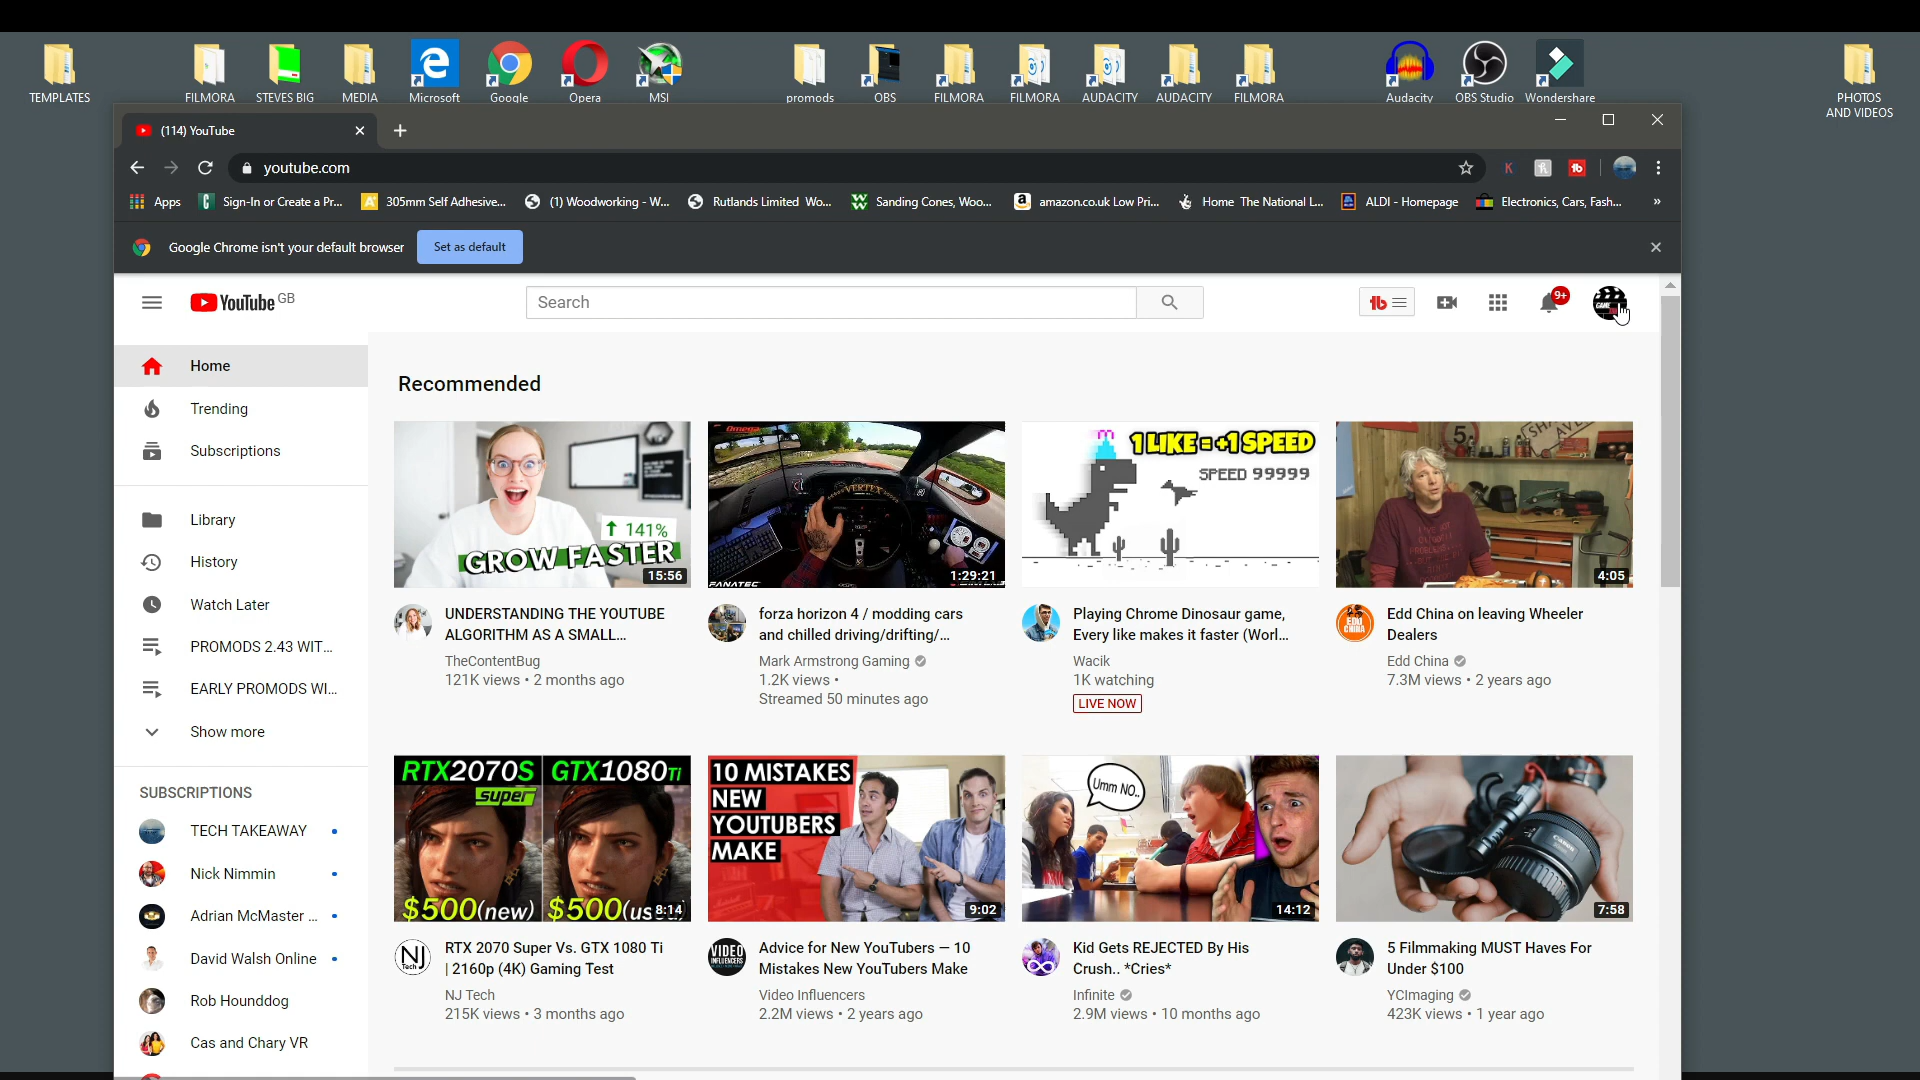 TEMPLATES
FILMORA
STEVES BIG
MEDIA
Microsoft
Google
Opera
MSI
promods
OBS
FILMORA
FILMORA
AUDACITY
AUDACITY
FILMORA
Audacity
OBS Studio
Wondershare
PHOTOS
AND VIDEOS
(114) YouTube
youtube.com
Apps
Sign-In or Create a Pr...
305mm Self Adhesive...
(1) Woodworking - W...
Rutlands Limited Wo...
Sanding Cones, Woo...
amazon.co.uk Low Pri...
Home The National L...
ALDI - Homepage
Electronics, Cars, Fash...
»
Google Chrome isn't your default browser
Set as default
YouTube GB
Search
9+
Home
Trending
Subscriptions
Library
History
Watch Later
PROMODS 2.43 WIT...
EARLY PROMODS WI...
Show more
SUBSCRIPTIONS
TECH TAKEAWAY
Nick Nimmin
Adrian McMaster ...
David Walsh Online
Rob Hounddog
Cas and Chary VR
Recommended
141%
GROW FASTER
15:56
UNDERSTANDING THE YOUTUBE
ALGORITHM AS A SMALL...
TheContentBug
121K views • 2 months ago
Omega
VERTEX
FANATEC
1:29:21
forza horizon 4 / modding cars
and chilled driving/drifting/...
Mark Armstrong Gaming
1.2K views •
Streamed 50 minutes ago
1 LIKE = +1 SPEED
SPEED 99999
Playing Chrome Dinosaur game,
Every like makes it faster (Worl...
Wacik
1K watching
LIVE NOW
4:05
EDD
CHINA
Edd China on leaving Wheeler
Dealers
Edd China
7.3M views • 2 years ago
RTX2070S GTX1080Ti
SUPER
$500(new) $500(us
8:14
NJ
Tech
RTX 2070 Super Vs. GTX 1080 Ti
| 2160p (4K) Gaming Test
NJ Tech
215K views • 3 months ago
10 MISTAKES
NEW
YOUTUBERS
MAKE
9:02
VIDEO
INFLUENCERS
Advice for New YouTubers — 10
Mistakes New YouTubers Make
Video Influencers
2.2M views • 2 years ago
Umm NO..
14:12
Kid Gets REJECTED By His
Crush.. *Cries*
Infinite
2.9M views • 10 months ago
7:58
5 Filmmaking MUST Haves For
Under $100
YCImaging
423K views • 1 year ago